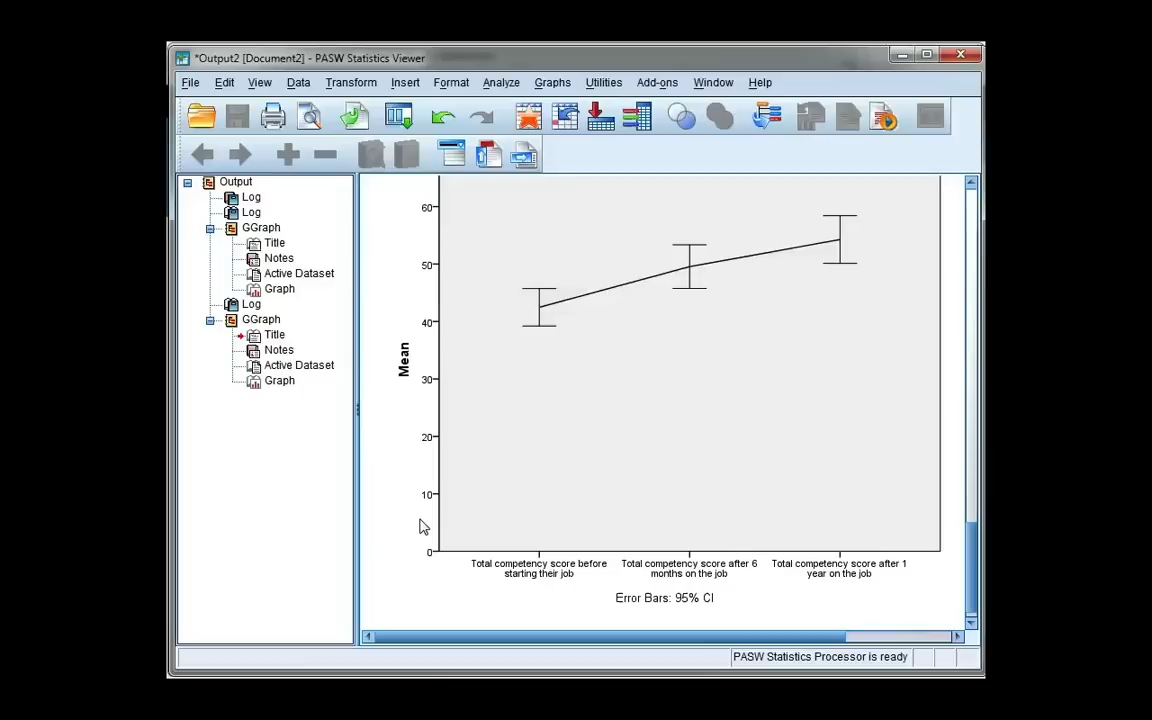 *Output2 [Document2] - PASW Statistics Viewer
File Edit View Data Transform Insert Format Analyze Graphs Utilities Add-ons Window Help
Output
Log
Log
GGraph
Title
Notes
Active Dataset
Graph
Log
GGraph
Title
Notes
Active Dataset
Graph
Mean
60
50
40
30
20
10
0
Total competency score before
starting their job
Total competency score after 6
months on the job
Total competency score after 1
year on the job
Error Bars: 95% CI
PASW Statistics Processor is ready